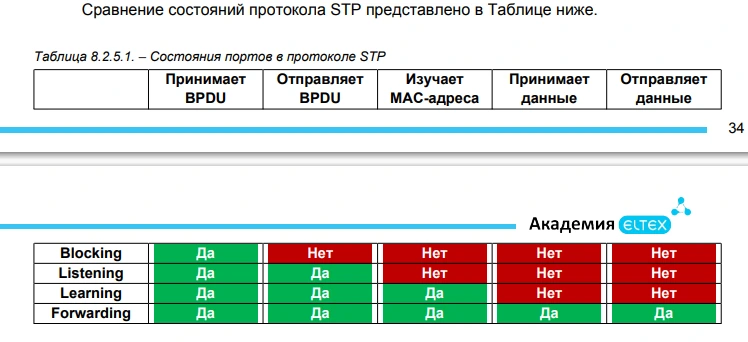 Сравнение состояний протокола STP представлено в Таблице ниже.
Таблица 8.2.5.1. – Состояния портов в протоколе STP
Принимает BPDU Отправляет BPDU Изучает MAC-адреса Принимает данные Отправляет данные
34
Академия ELTEX
Blocking Да Нет Нет Нет Нет
Listening Да Да Нет Нет Нет
Learning Да Да Да Нет Нет
Forwarding Да Да Да Да Да